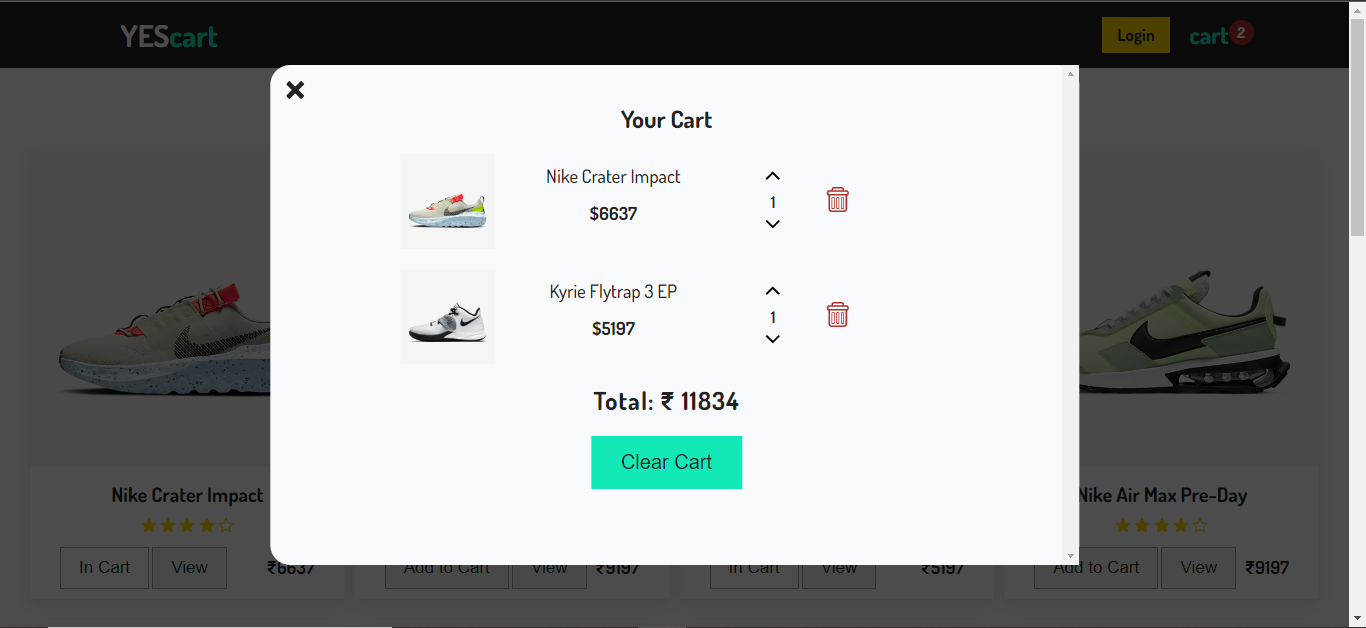 YEScart
Login
cart 2
Your Cart
Nike Crater Impact
1
$6637
Kyrie Flytrap 3 EP
1
$5197
Total: ₹ 11834
Clear Cart
Nike Crater Impact
Nike Air Max Pre-Day
In Cart View ₹6637
Add to Cart View ₹9197
In Cart View ₹5197
Add to Cart View ₹9197